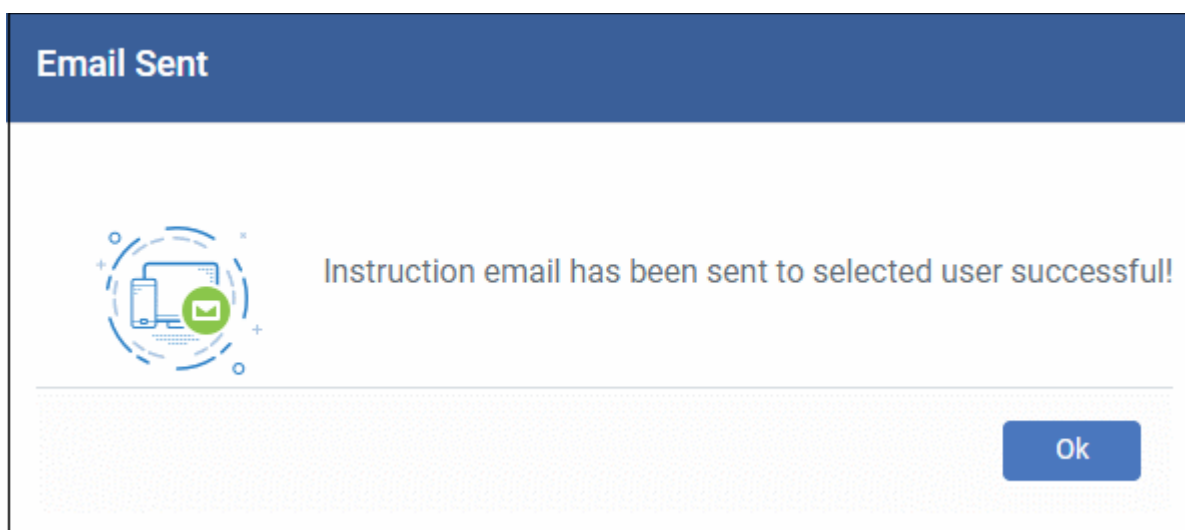 Email Sent
Instruction email has been sent to selected user successful!
Ok